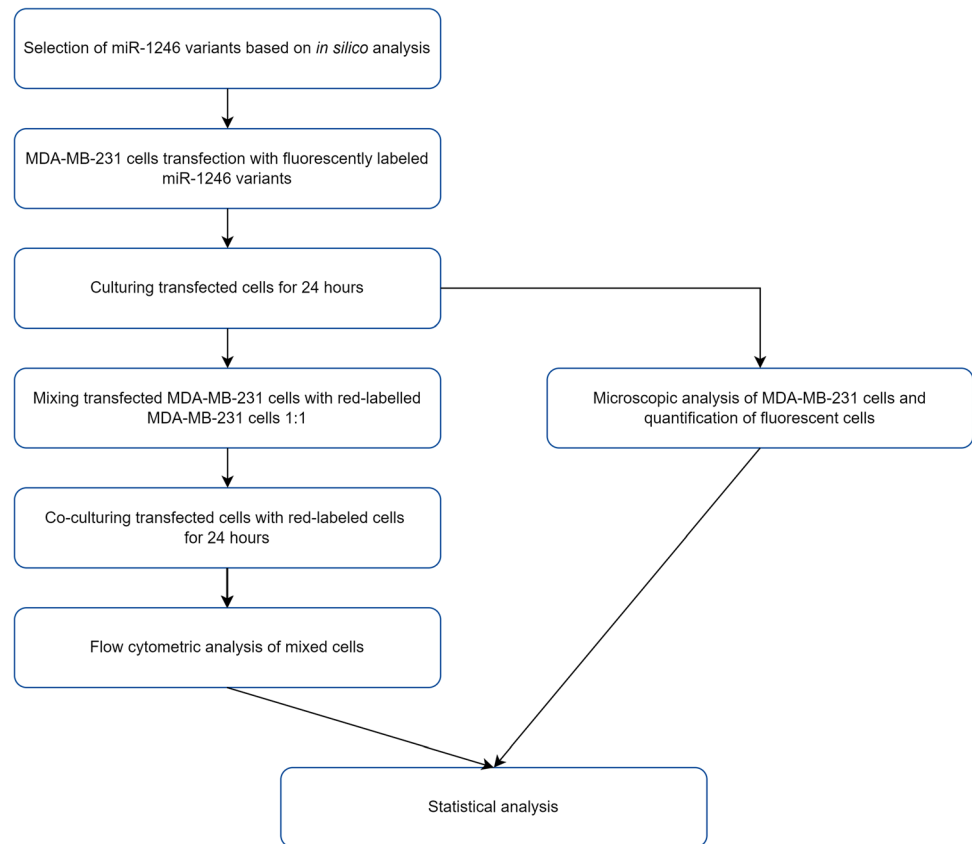 Selection of miR-1246 variants based on in silico analysis
MDA-MB-231 cells transfection with fluorescently labeled
miR-1246 variants
Culturing transfected cells for 24 hours
Mixing transfected MDA-MB-231 cells with red-labelled
MDA-MB-231 cells 1:1
Microscopic analysis of MDA-MB-231 cells and
quantification of fluorescent cells
Co-culturing transfected cells with red-labeled cells
for 24 hours
Flow cytometric analysis of mixed cells
Statistical analysis